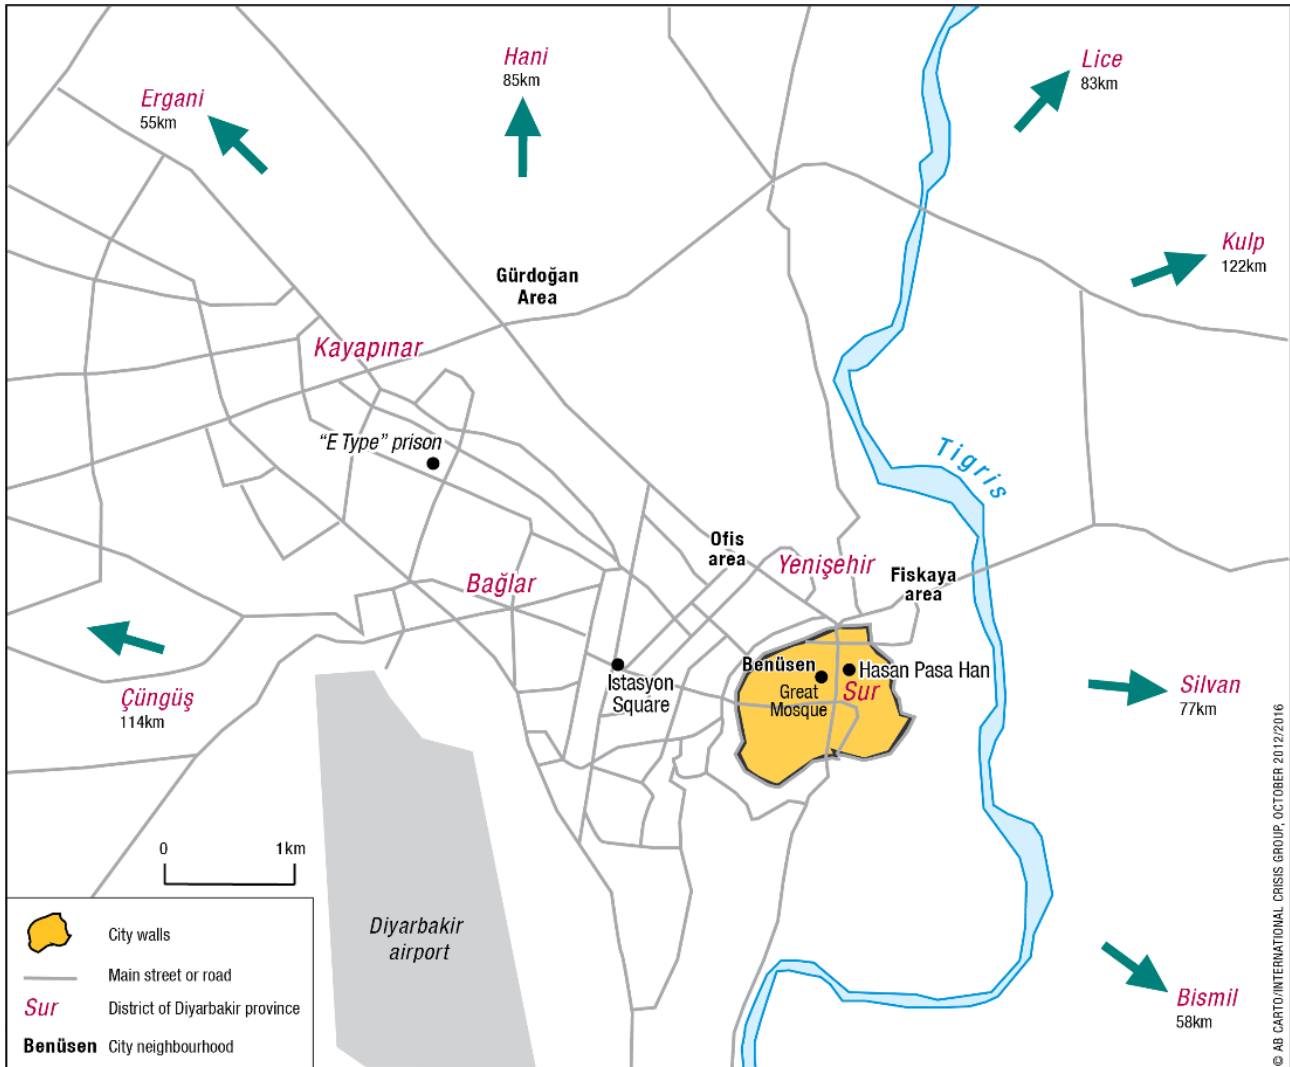 Hani
85km
Lice
83km
Ergani
55km
Kulp
122km
Gürdoğan
Area
Kayapınar
"E Type" prison
Tigris
Ofis
area
Yenişehir
Fiskaya
area
Bağlar
Benüsen
Hasan Pasa Han
Istasyon
Square
Great
Mosque
Sur
Çüngüş
114km
Silvan
77km
0 1km
Diyarbakir
airport
Bismil
58km
City walls
Main street or road
Sur District of Diyarbakir province
Benüsen City neighbourhood
© AB CARTO/INTERNATIONAL CRISIS GROUP, OCTOBER 2012/2016